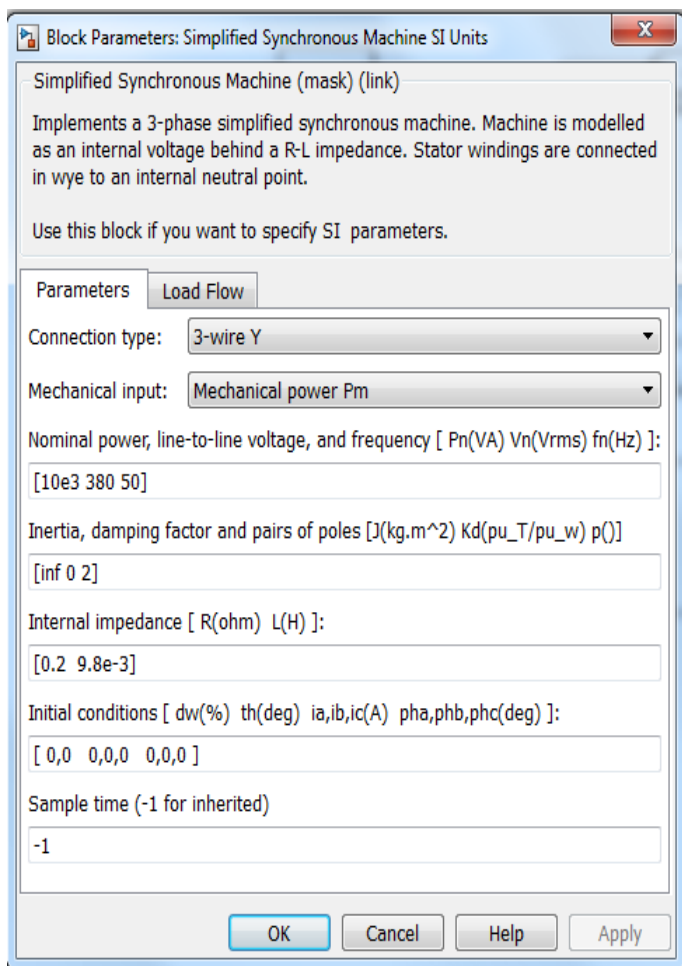 Block Parameters: Simplified Synchronous Machine SI Units
X
Simplified Synchronous Machine (mask) (link)
Implements a 3-phase simplified synchronous machine. Machine is modelled
as an internal voltage behind a R-L impedance. Stator windings are connected
in wye to an internal neutral point.
Use this block if you want to specify SI parameters.
Parameters Load Flow
Connection type: 3-wire Y
Mechanical input: Mechanical power Pm
Nominal power, line-to-line voltage, and frequency [ Pn(VA) Vn(Vrms) fn(Hz) ]:
[10e3 380 50]
Inertia, damping factor and pairs of poles [J(kg.m^2) Kd(pu_T/pu_w) p()]
[inf 0 2]
Internal impedance [ R(ohm) L(H) ]:
[0.2 9.8e-3]
Initial conditions [ dw(%) th(deg) ia,ib,ic(A) pha,phb,phc(deg) ]:
[ 0,0 0,0,0 0,0,0 ]
Sample time (-1 for inherited)
-1
OK Cancel Help Apply